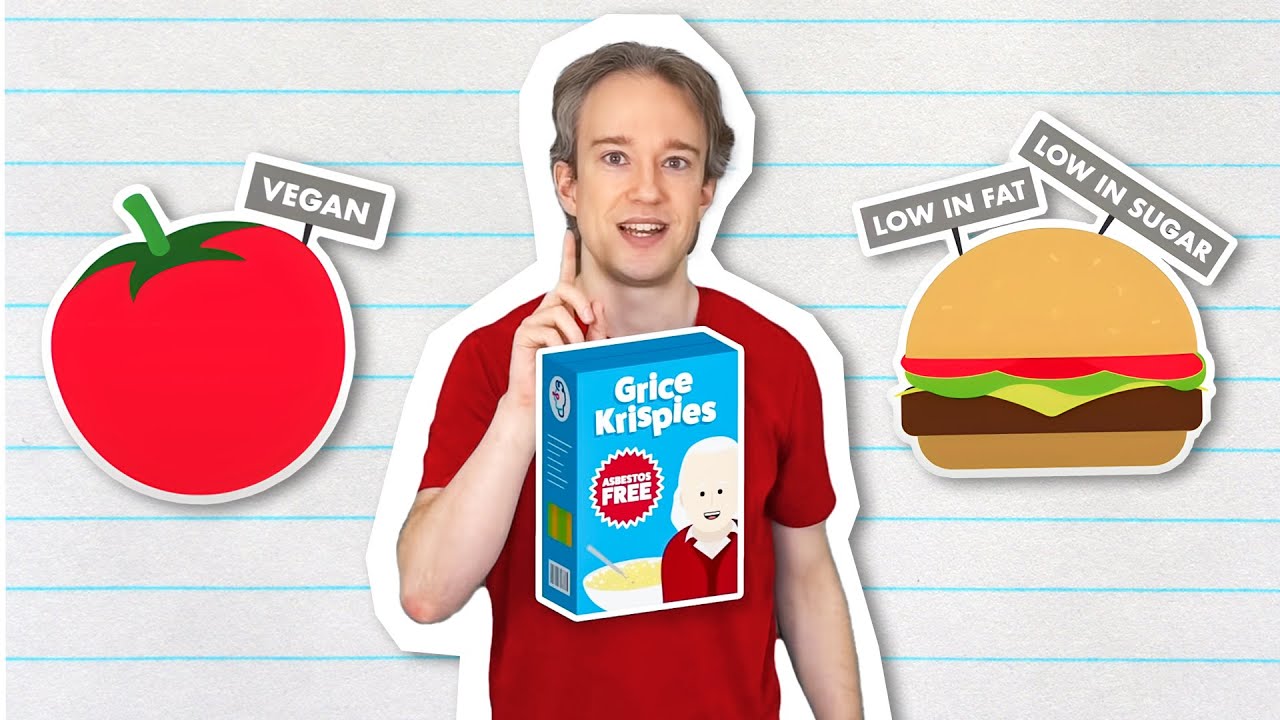 VEGAN
LOW IN FAT
LOW IN SUGAR
Grice
Krispies
ASBESTOS
FREE